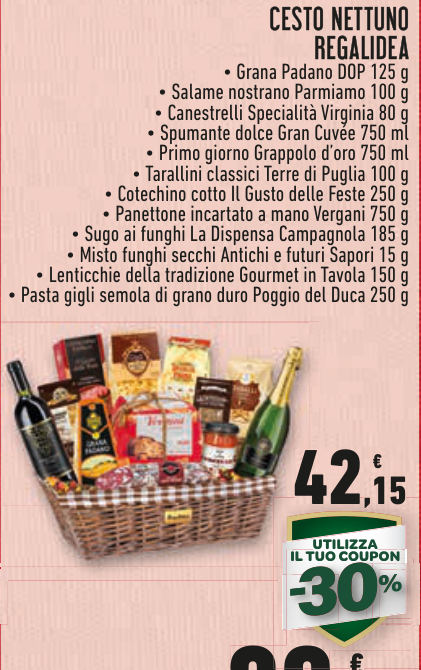 CESTO NETTUNO
REGALIDEA
• Grana Padano DOP 125 g
• Salame nostrano Parmiamo 100 g
• Canestrelli Specialità Virginia 80 g
• Spumante dolce Gran Cuvée 750 ml
• Primo giorno Grappolo d'oro 750 ml
• Tarallini classici Terre di Puglia 100 g
• Cotechino cotto Il Gusto delle Feste 250 g
• Panettone incartato a mano Vergani 750 g
• Sugo ai funghi La Dispensa Campagnola 185 g
• Misto funghi secchi Antichi e futuri Sapori 15 g
• Lenticchie della tradizione Gourmet in Tavola 150 g
• Pasta gigli semola di grano duro Poggio del Duca 250 g
Vergani
GRANA
PADANO
42,15 €
UTILIZZA
IL TUO COUPON
-30%
€